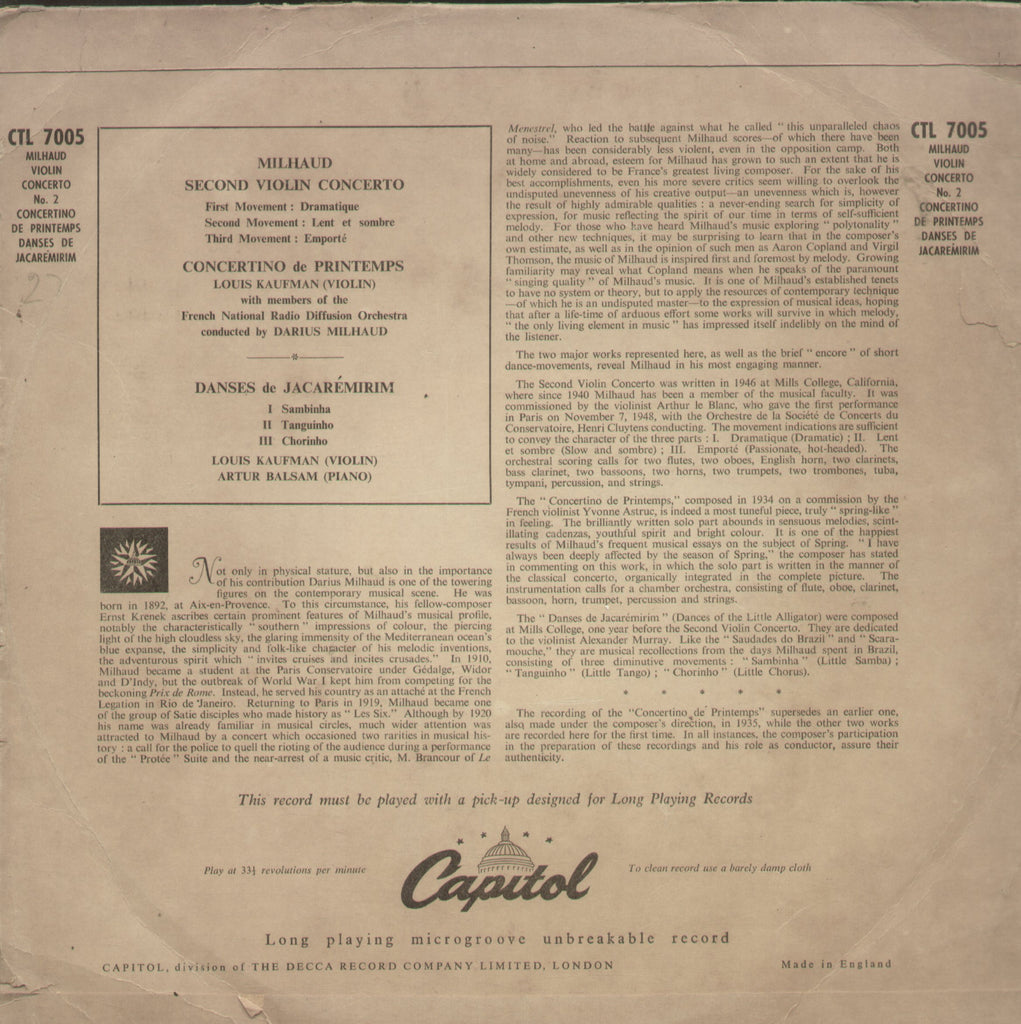 CTL 7005
MILHAUD
VIOLIN
CONCERTO
No. 2
CONCERTINO
DE PRINTEMPS
DANSES DE
JACARÉMIRIM
MILHAUD
SECOND VIOLIN CONCERTO
First Movement : Dramatique
Second Movement : Lent et sombre
Third Movement : Emporté
CONCERTINO de PRINTEMPS
LOUIS KAUFMAN (VIOLIN)
with members of the
French National Radio Diffusion Orchestra
conducted by DARIUS MILHAUD
DANSES de JACARÉMIRIM
I Sambinha
II Tanguinho
III Chorinho
LOUIS KAUFMAN (VIOLIN)
ARTUR BALSAM (PIANO)
Not only in physical stature, but also in the importance
of his contribution Darius Milhaud is one of the towering
figures on the contemporary musical scene. He was
born in 1892, at Aix-en-Provence. To this circumstance, his fellow-composer
Ernst Krenek ascribes certain prominent features of Milhaud's musical profile,
notably the characteristically " southern " impressions of colour, the piercing
light of the high cloudless sky, the glaring immensity of the Mediterranean ocean's
blue expanse, the simplicity and folk-like character of his melodic inventions,
the adventurous spirit which " invites cruises and incites crusades." In 1910,
Milhaud became a student at the Paris Conservatoire under Gédalge, Widor
and D'Indy, but the outbreak of World War I kept him from competing for the
beckoning Prix de Rome. Instead, he served his country as an attaché at the French
Legation in Rio de Janeiro. Returning to Paris in 1919, Milhaud became one
of the group of Satie disciples who made history as " Les Six." Although by 1920
his name was already familiar in musical circles, much wider attention was
attracted to Milhaud by a concert which occasioned two rarities in musical his-
tory : a call for the police to quell the rioting of the audience during a performance
of the " Protée " Suite and the near-arrest of a music critic, M. Brancour of Le
Menestrel, who led the battle against what he called " this unparalleled chaos
of noise." Reaction to subsequent Milhaud scores—of which there have been
many—has been considerably less violent, even in the opposition camp. Both
at home and abroad, esteem for Milhaud has grown to such an extent that he is
widely considered to be France's greatest living composer. For the sake of his
best accomplishments, even his more severe critics seem willing to overlook the
undisputed unevenness of his creative output—an unevenness which is, however
the result of highly admirable qualities : a never-ending search for simplicity of
expression, for music reflecting the spirit of our time in terms of self-sufficient
melody. For those who have heard Milhaud's music exploring " polytonality "
and other new techniques, it may be surprising to learn that in the composer's
own estimate, as well as in the opinion of such men as Aaron Copland and Virgil
Thomson, the music of Milhaud is inspired first and foremost by melody. Growing
familiarity may reveal what Copland means when he speaks of the paramount
" singing quality " of Milhaud's music. It is one of Milhaud's established tenets
to have no system or theory, but to apply the resources of contemporary technique
—of which he is an undisputed master—to the expression of musical ideas, hoping
that after a life-time of arduous effort some works will survive in which melody,
" the only living element in music " has impressed itself indelibly on the mind of
the listener.
The two major works represented here, as well as the brief " encore " of short
dance-movements, reveal Milhaud in his most engaging manner.
The Second Violin Concerto was written in 1946 at Mills College, California,
where since 1940 Milhaud has been a member of the musical faculty. It was
commissioned by the violinist Arthur le Blanc, who gave the first performance
in Paris on November 7, 1948, with the Orchestre de la Société de Concerts du
Conservatoire, Henri Cluytens conducting. The movement indications are sufficient
to convey the character of the three parts : I. Dramatique (Dramatic) ; II. Lent
et sombre (Slow and sombre) ; III. Emporté (Passionate, hot-headed). The
orchestral scoring calls for two flutes, two oboes, English horn, two clarinets,
bass clarinet, two bassoons, two horns, two trumpets, two trombones, tuba,
tympani, percussion, and strings.
The " Concertino de Printemps," composed in 1934 on a commission by the
French violinist Yvonne Astruc, is indeed a most tuneful piece, truly " spring-like "
in feeling. The brilliantly written solo part abounds in sensuous melodies, scint-
illating cadenzas, youthful spirit and bright colour. It is one of the happiest
results of Milhaud's frequent musical essays on the subject of Spring. " I have
always been deeply affected by the season of Spring," the composer has stated
in commenting on this work, in which the solo part is written in the manner of
the classical concerto, organically integrated in the complete picture. The
instrumentation calls for a chamber orchestra, consisting of flute, oboe, clarinet,
bassoon, horn, trumpet, percussion and strings.
The " Danses de Jacarémirim " (Dances of the Little Alligator) were composed
at Mills College, one year before the Second Violin Concerto. They are dedicated
to the violinist Alexander Murray. Like the " Saudades do Brazil " and " Scara-
mouche," they are musical recollections from the days Milhaud spent in Brazil,
consisting of three diminutive movements : " Sambinha " (Little Samba) ;
" Tanguinho " (Little Tango) ; " Chorinho " (Little Chorus).
* * * * *
The recording of the "Concertino de Printemps" supersedes an earlier one,
also made under the composer's direction, in 1935, while the other two works
are recorded here for the first time. In all instances, the composer's participation
in the preparation of these recordings and his role as conductor, assure their
authenticity.
CTL 7005
MILHAUD
VIOLIN
CONCERTO
No. 2
CONCERTINO
DE PRINTEMPS
DANSES DE
JACARÉMIRIM
This record must be played with a pick-up designed for Long Playing Records
Play at 33⅓ revolutions per minute
Capitol
To clean record use a barely damp cloth
Long playing microgroove unbreakable record
CAPITOL, division of THE DECCA RECORD COMPANY LIMITED, LONDON
Made in England